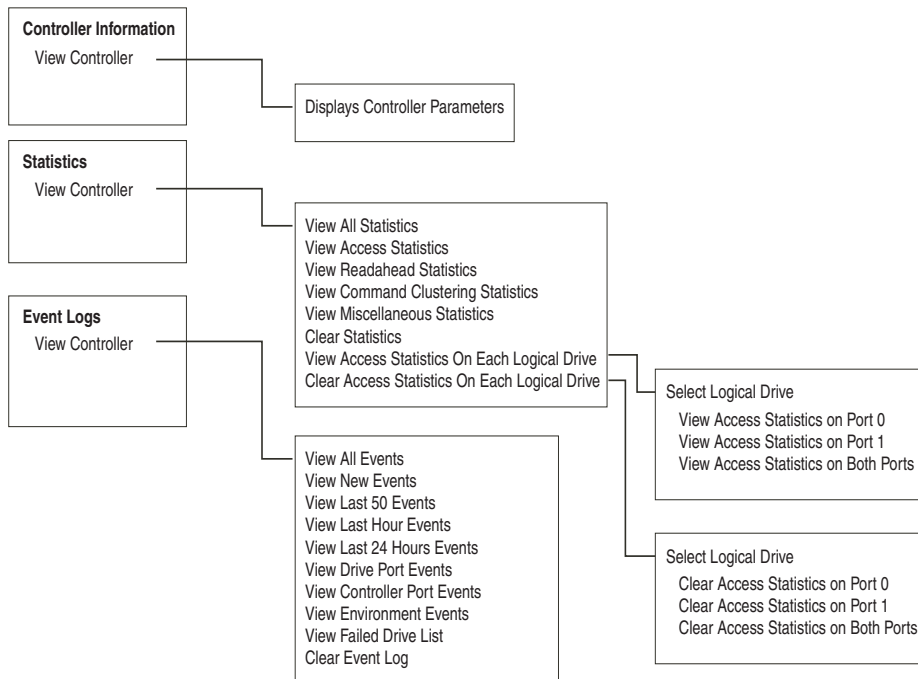 Controller Information
View Controller
Displays Controller Parameters
Statistics
View Controller
View All Statistics
View Access Statistics
View Readahead Statistics
View Command Clustering Statistics
View Miscellaneous Statistics
Clear Statistics
View Access Statistics On Each Logical Drive
Clear Access Statistics On Each Logical Drive
Select Logical Drive
View Access Statistics on Port 0
View Access Statistics on Port 1
View Access Statistics on Both Ports
Select Logical Drive
Clear Access Statistics on Port 0
Clear Access Statistics on Port 1
Clear Access Statistics on Both Ports
Event Logs
View Controller
View All Events
View New Events
View Last 50 Events
View Last Hour Events
View Last 24 Hours Events
View Drive Port Events
View Controller Port Events
View Environment Events
View Failed Drive List
Clear Event Log